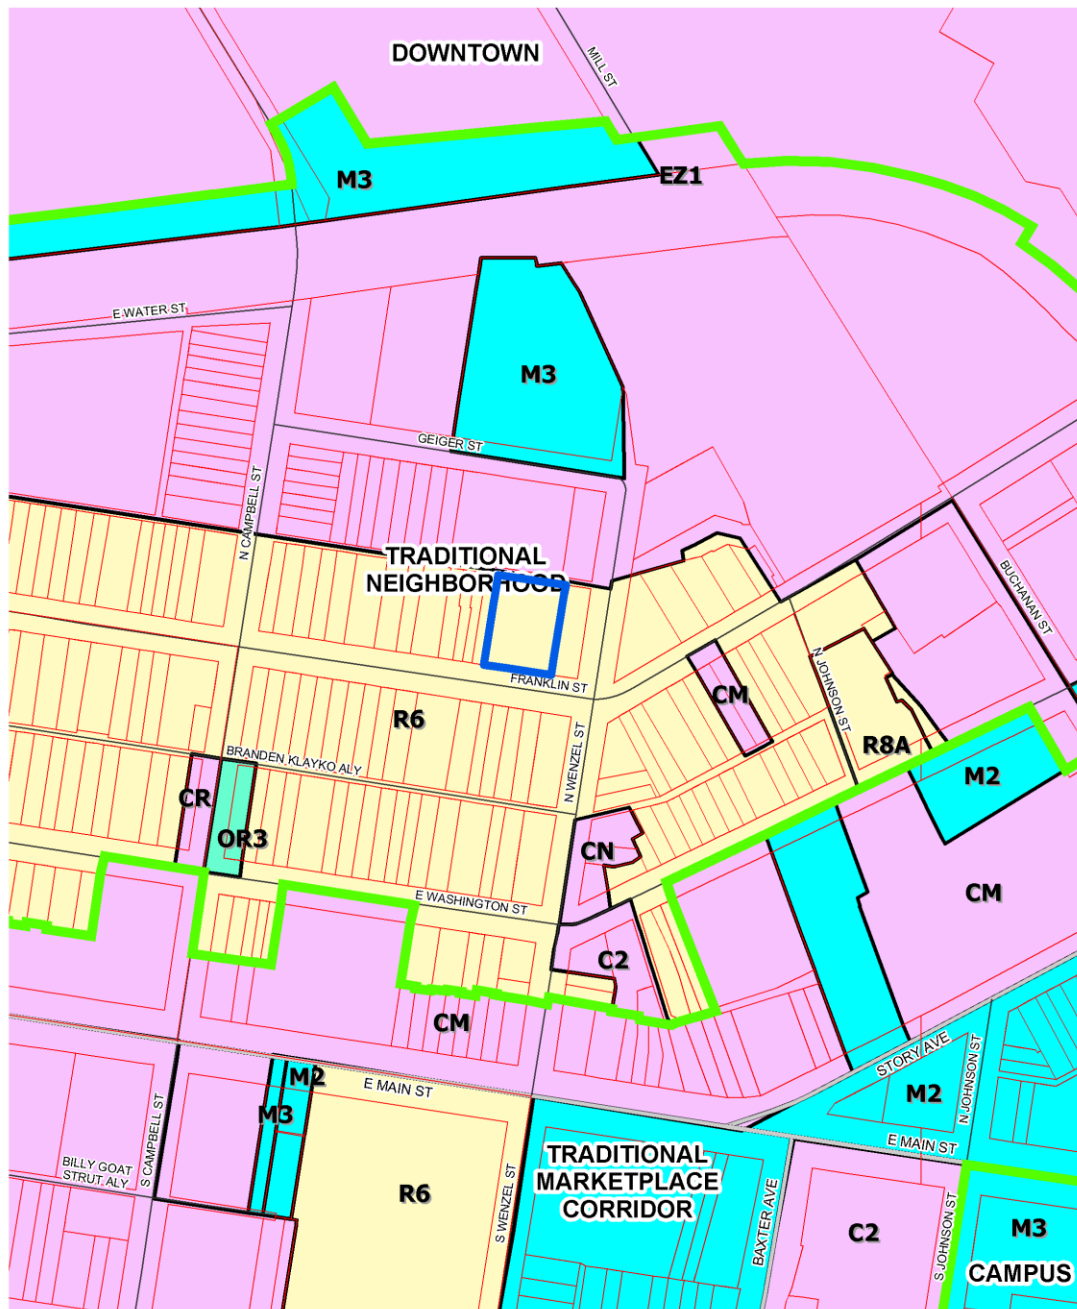 DOWNTOWN
MILL ST
M3
EZ1
E WATER ST
M3
GEIGER ST
N CAMPBELL ST
TRADITIONAL
NEIGHBORHOOD
BUCHANAN ST
FRANKLIN ST
N JOHNSON ST
CM
R6
R8A
N WENZEL ST
BRANDEN KLAYKO ALY
M2
CR
OR3
CN
CM
E WASHINGTON ST
C2
CM
STORY AVE
M2
E MAIN ST
M2
N JOHNSON ST
M3
E MAIN ST
BILLY GOAT
STRUT ALY
S CAMPBELL ST
TRADITIONAL
MARKETPLACE
CORRIDOR
R6
S WENZEL ST
BAXTER AVE
C2
S JOHNSON ST
M3
CAMPUS